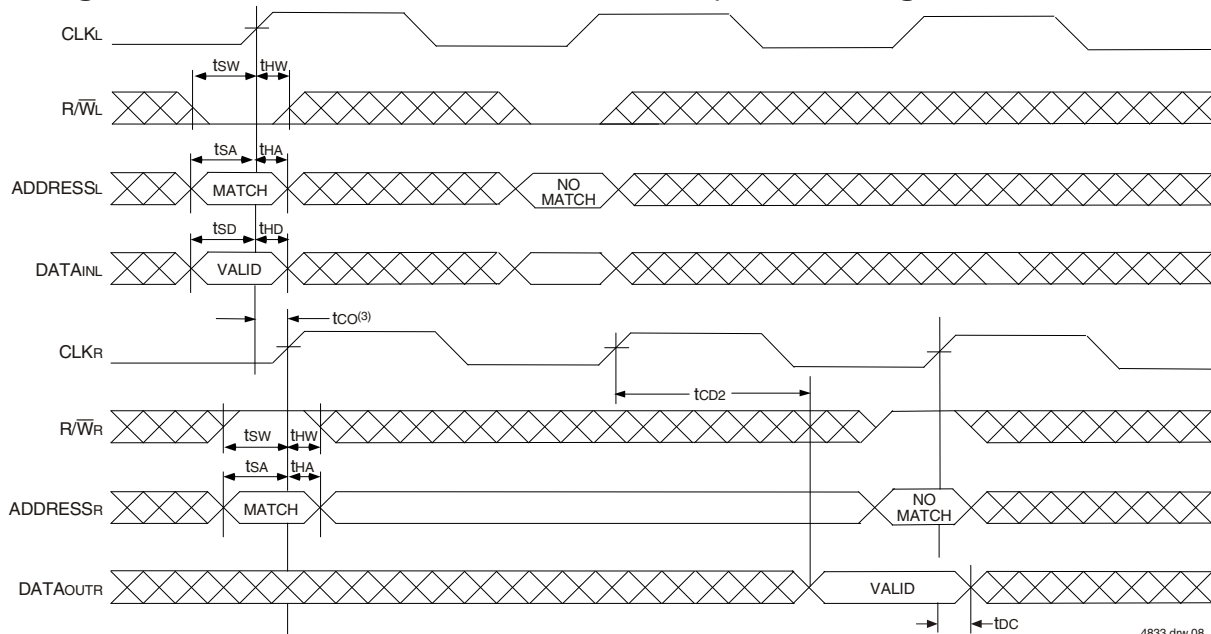 CLKL
tSW tHW
R/W̅L
tSA tHA
ADDRESSL MATCH NO MATCH
tSD tHD
DATAINL VALID
tCO(3)
CLKR
tCD2
R/W̅R
tSW tHW
tSA tHA
ADDRESSR MATCH NO MATCH
DATAOUTR VALID
tDC
4833 drw 08